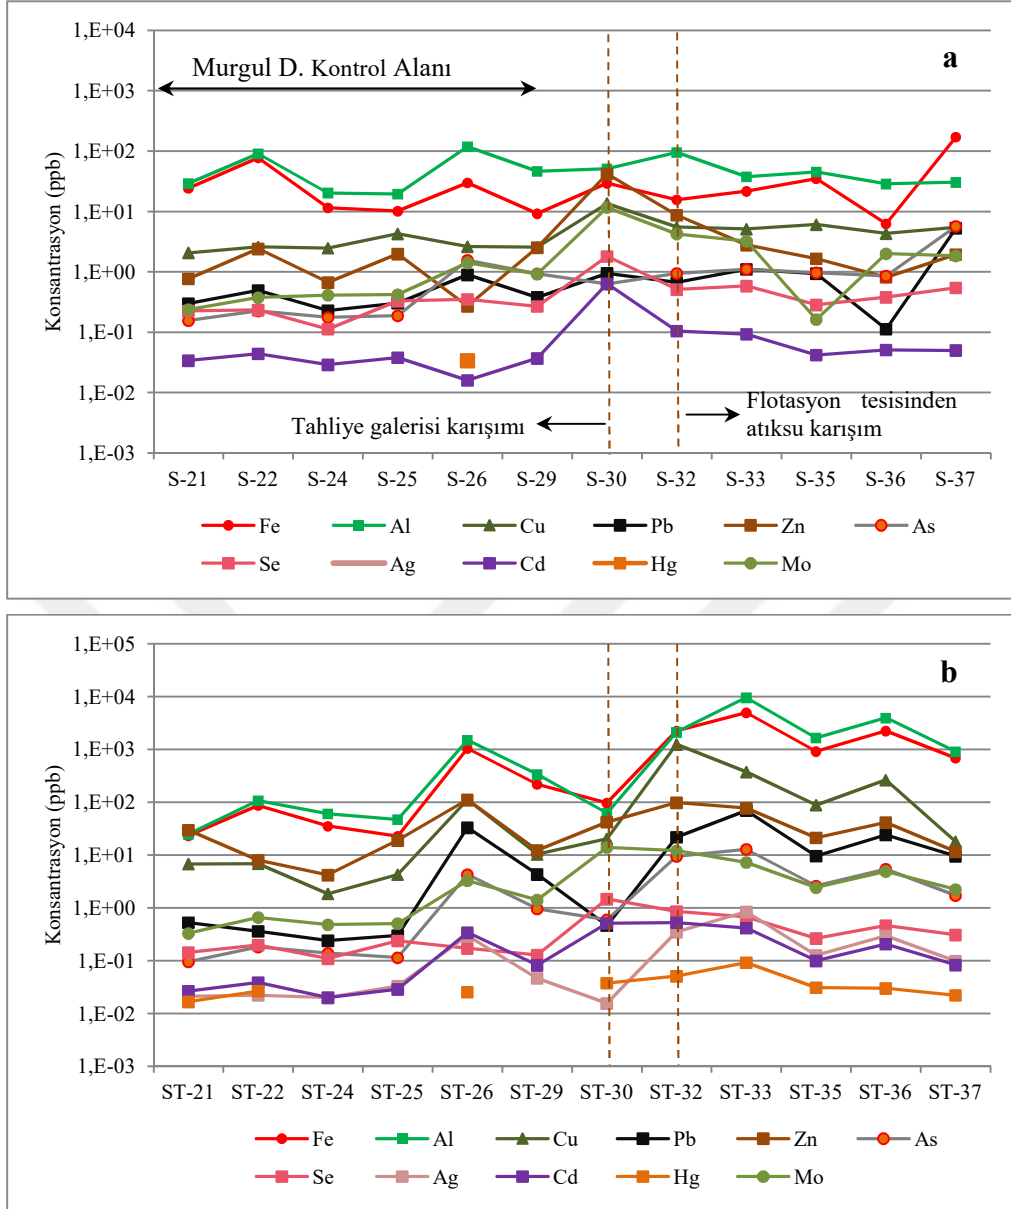 a
1,E+04
1,E+03
1,E+02
1,E+01
1,E+00
1,E-01
1,E-02
1,E-03
Konsantrasyon (ppb)
Murgul D. Kontrol Alanı
Tahliye galerisi karışımı
Flotasyon tesisinden
atıksu karışım
S-21 S-22 S-24 S-25 S-26 S-29 S-30 S-32 S-33 S-35 S-36 S-37
Fe Al Cu Pb Zn As
Se Ag Cd Hg Mo
b
1,E+05
1,E+04
1,E+03
1,E+02
1,E+01
1,E+00
1,E-01
1,E-02
1,E-03
Konsantrasyon (ppb)
ST-21 ST-22 ST-24 ST-25 ST-26 ST-29 ST-30 ST-32 ST-33 ST-35 ST-36 ST-37
Fe Al Cu Pb Zn As
Se Ag Cd Hg Mo